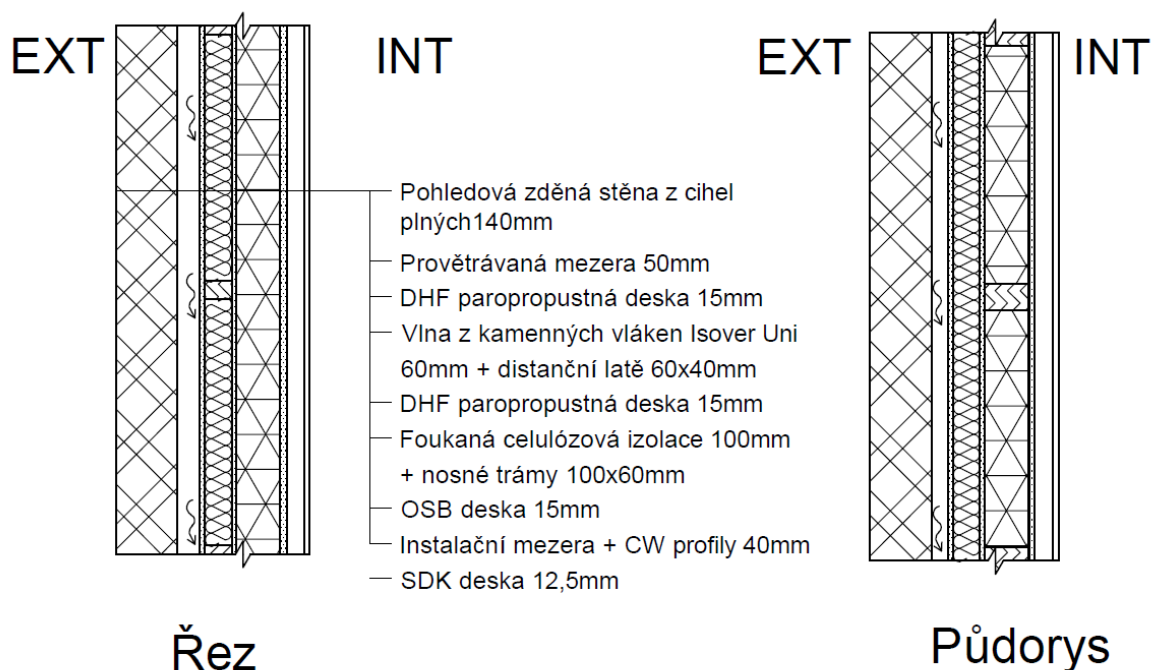 EXT
INT
EXT
INT
Pohledová zděná stěna z cihel
plných140mm
Provětrávaná mezera 50mm
DHF paropropustná deska 15mm
Vlna z kamenných vláken Isover Uni
60mm + distanční latě 60x40mm
DHF paropropustná deska 15mm
Foukaná celulózová izolace 100mm
+ nosné trámy 100x60mm
OSB deska 15mm
Instalační mezera + CW profily 40mm
SDK deska 12,5mm
Řez
Půdorys